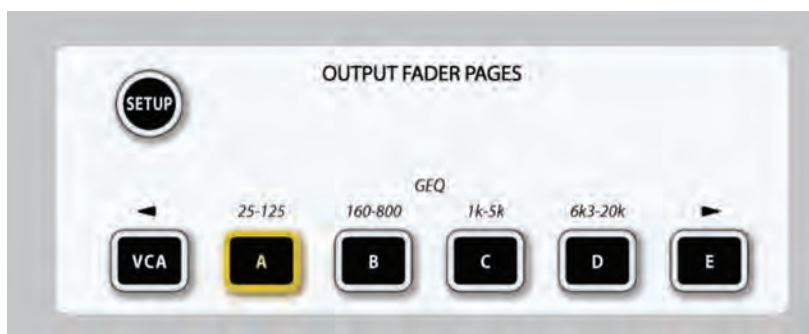 OUTPUT FADER PAGES
SETUP
GEQ
◄ 25-125 160-800 1k-5k 6k3-20k ►
VCA A B C D E